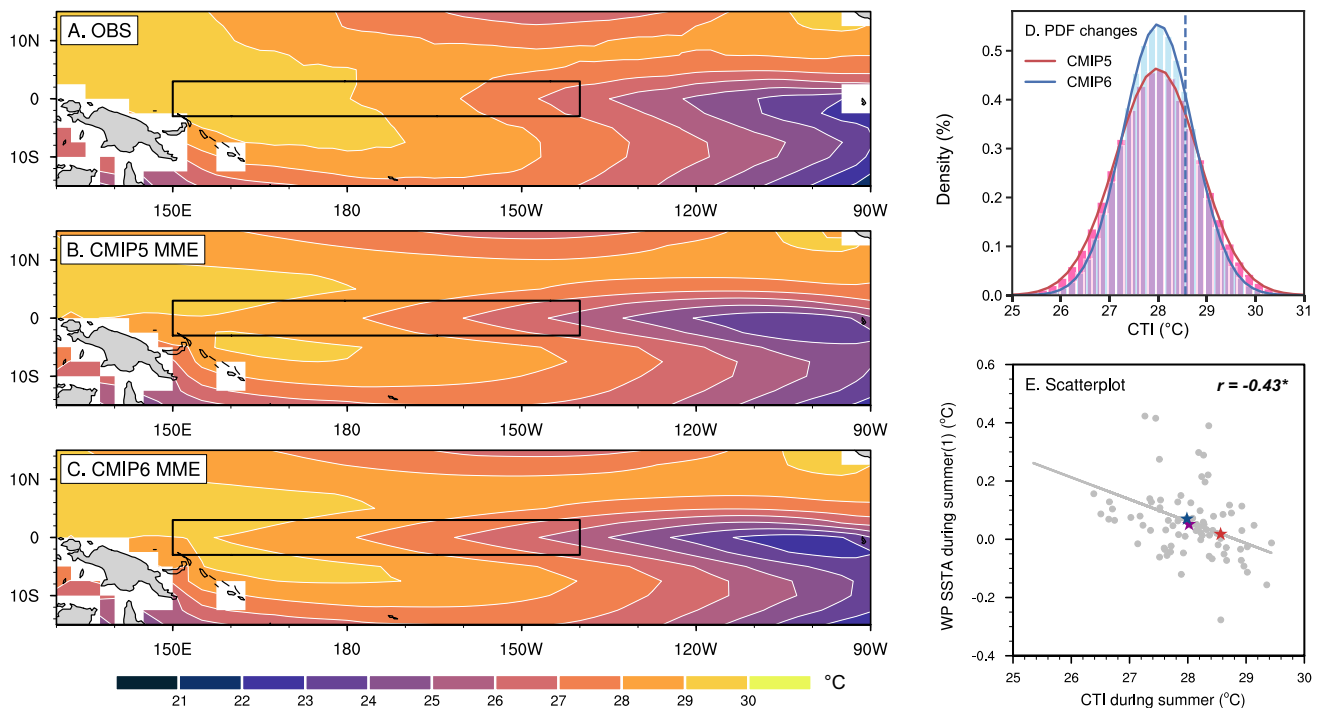 A. OBS
10N
0
10S
150E 180 150W 120W 90W
B. CMIP5 MME
10N
0
10S
150E 180 150W 120W 90W
C. CMIP6 MME
10N
0
10S
150E 180 150W 120W 90W
21 22 23 24 25 26 27 28 29 30
°C
D. PDF changes
CMIP5
CMIP6
0.5
0.4
0.3
0.2
0.1
0.0
Density (%)
25 26 27 28 29 30 31
CTI (°C)
E. Scatterplot
r = -0.43*
0.6
0.4
0.2
0.0
-0.2
-0.4
WP SSTA during summer(1) (°C)
25 26 27 28 29 30
CTI during summer (°C)